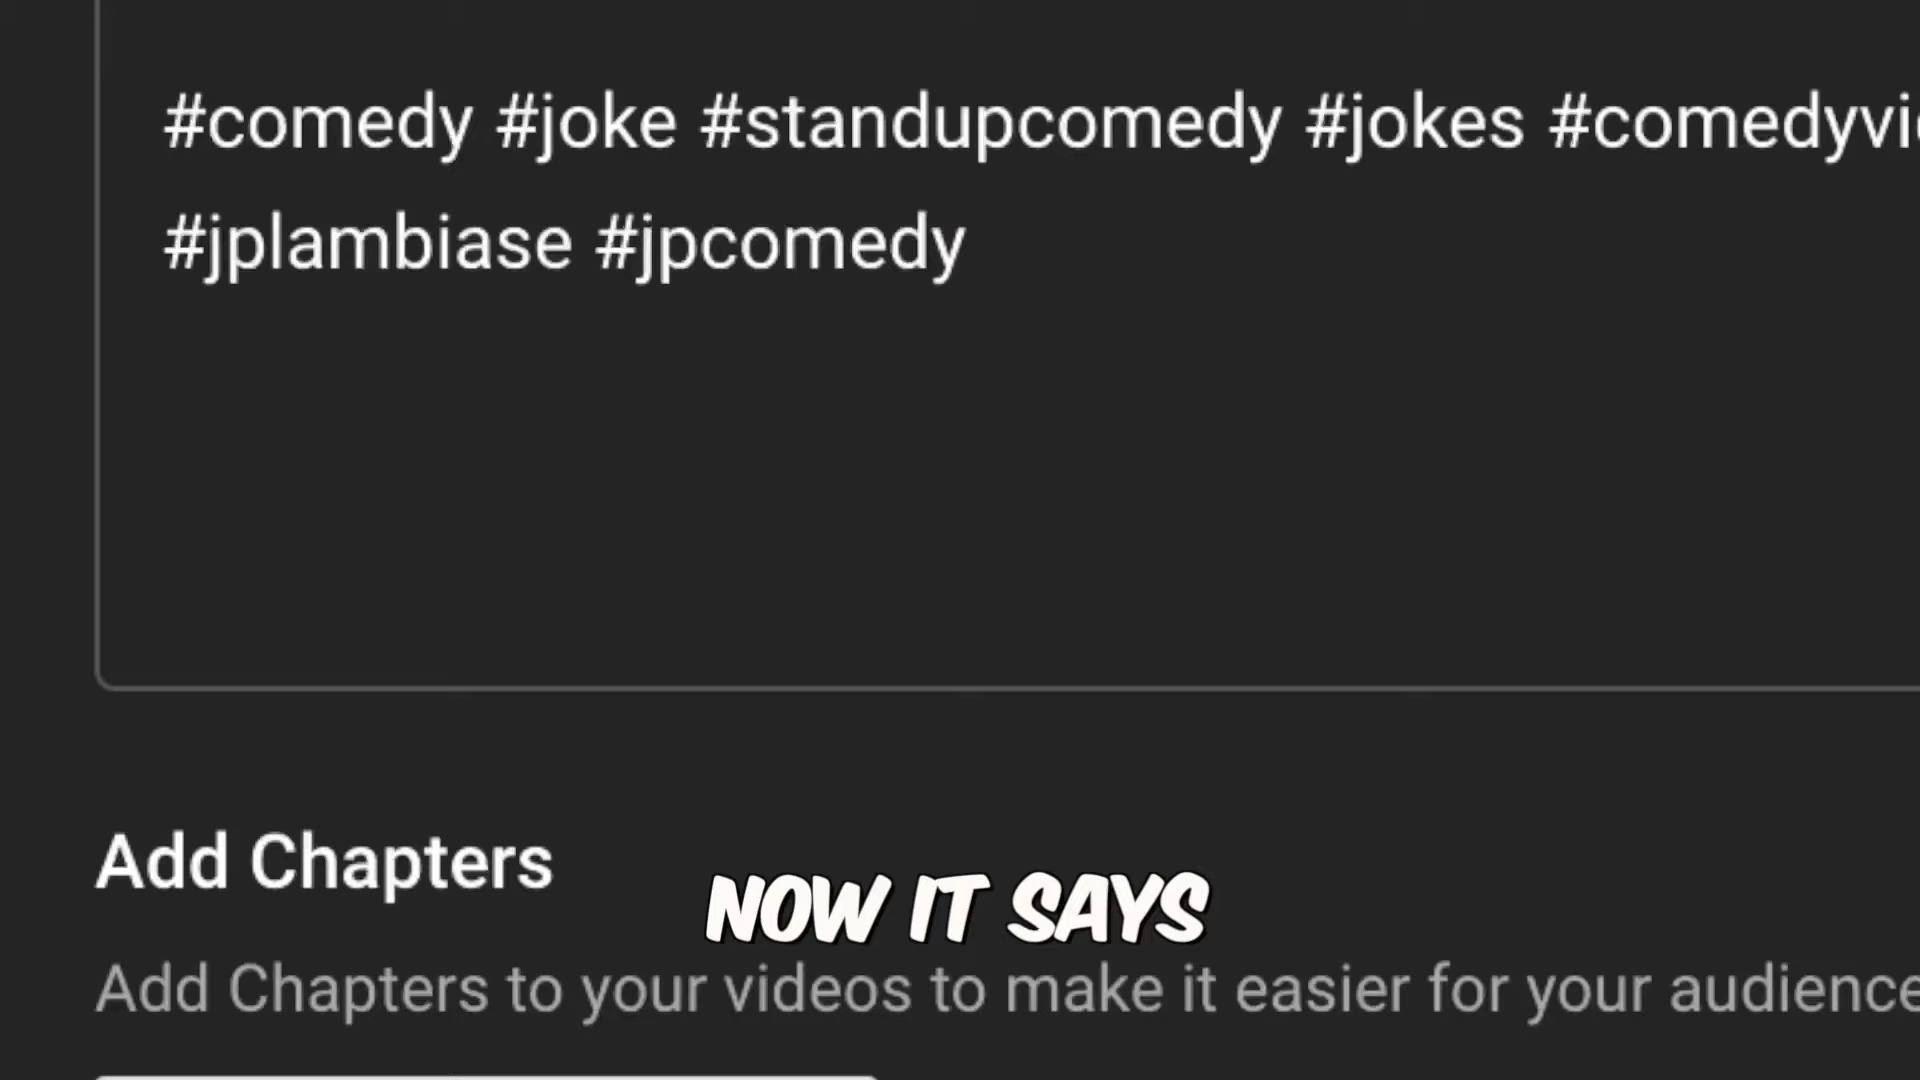 #comedy #joke #standupcomedy #jokes
#jplambiase #jpcomedy
Add Chapters
NOW IT SAYS
Add Chapters to your videos to make it easier for your audience